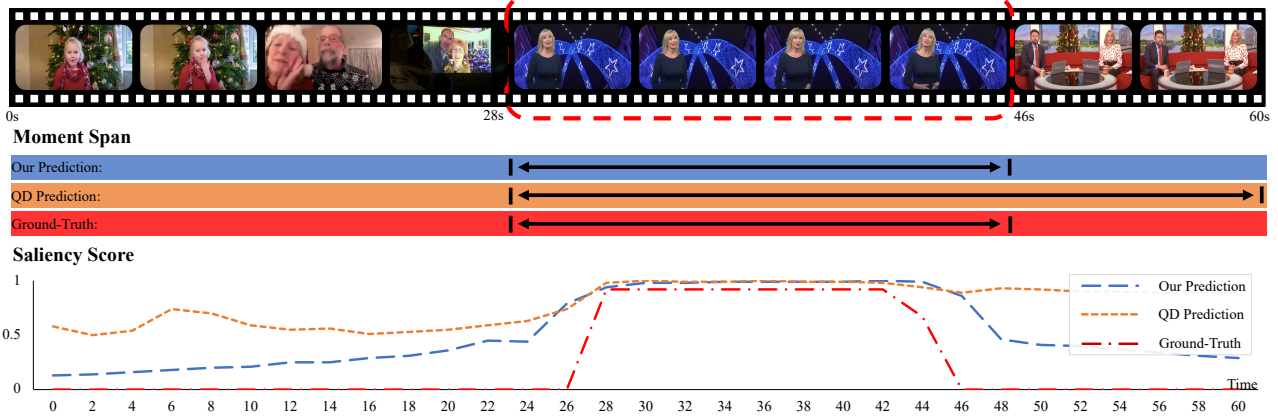 0s 28s 46s 60s
Moment Span
Our Prediction:
QD Prediction:
Ground-Truth:
Saliency Score
1
0.5
0
Our Prediction
QD Prediction
Ground-Truth
Time
0 2 4 6 8 10 12 14 16 18 20 22 24 26 28 30 32 34 36 38 40 42 44 46 48 50 52 54 56 58 60